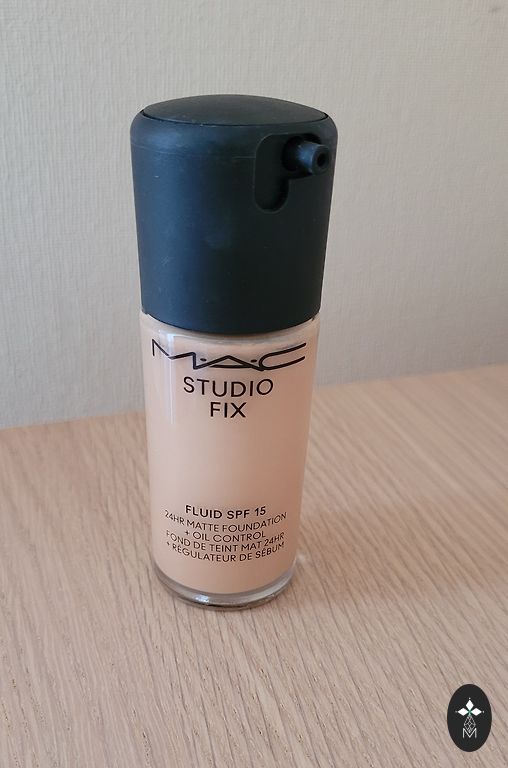 M·A·C
STUDIO
FIX
FLUID SPF 15
24HR MATTE FOUNDATION
+ OIL CONTROL
FOND DE TEINT MAT 24HR
+ RÉGULATEUR DE SÉBUM
M